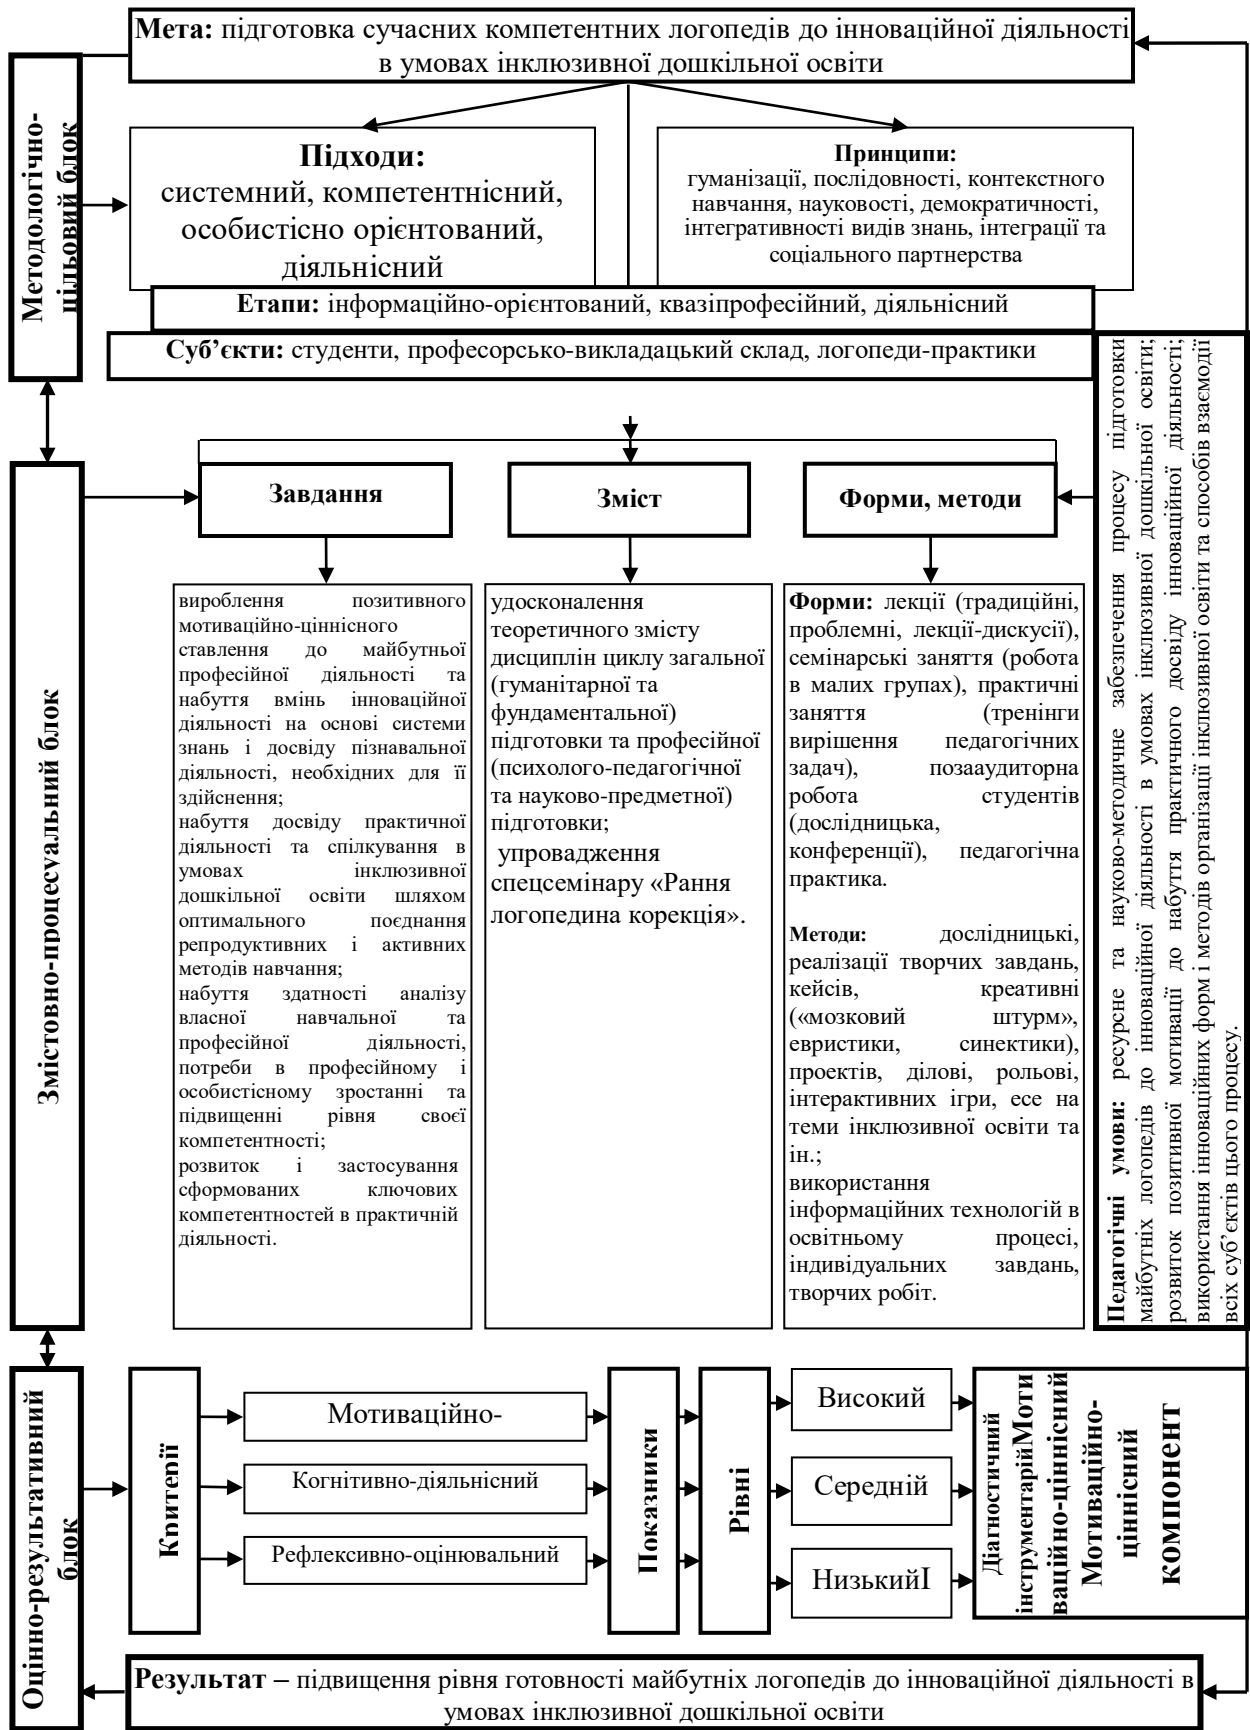 Мета: підготовка сучасних компетентних логопедів до інноваційної діяльності
в умовах інклюзивної дошкільної освіти
Методологічно-
цільовий блок
Підходи:
системний, компетентнісний,
особистісно орієнтований,
діяльнісний
Принципи:
гуманізації, послідовності, контекстного
навчання, науковості, демократичності,
інтегративності видів знань, інтеграції та
соціального партнерства
Етапи: інформаційно-орієнтований, квазіпрофесійний, діяльнісний
Суб’єкти: студенти, професорсько-викладацький склад, логопеди-практики
Змістовно-процесуальний блок
Завдання
Зміст
Форми, методи
вироблення позитивного
мотиваційно-ціннісного
ставлення до майбутньої
професійної діяльності та
набуття вмінь інноваційної
діяльності на основі системи
знань і досвіду пізнавальної
діяльності, необхідних для її
здійснення;
набуття досвіду практичної
діяльності та спілкування в
умовах інклюзивної
дошкільної освіти шляхом
оптимального поєднання
репродуктивних і активних
методів навчання;
набуття здатності аналізу
власної навчальної та
професійної діяльності,
потреби в професійному і
особистісному зростанні та
підвищенні рівня своєї
компетентності;
розвиток і застосування
сформованих ключових
компетентностей в практичній
діяльності.
удосконалення
теоретичного змісту
дисциплін циклу загальної
(гуманітарної та
фундаментальної)
підготовки та професійної
(психолого-педагогічної
та науково-предметної)
підготовки;
упровадження
спецсемінару «Рання
логопедина корекція».
Форми: лекції (традиційні,
проблемні, лекції-дискусії),
семінарські заняття (робота
в малих групах), практичні
заняття (тренінги
вирішення педагогічних
задач), позааудиторна
робота студентів
(дослідницька,
конференції), педагогічна
практика.
Методи: дослідницькі,
реалізації творчих завдань,
кейсів, креативні
(«мозковий штурм»,
евристики, синектики),
проектів, ділові, рольові,
інтерактивних ігри, есе на
теми інклюзивної освіти та
ін.;
використання
інформаційних технологій в
освітньому процесі,
індивідуальних завдань,
творчих робіт.
Педагогічні умови: ресурсне та науково-методичне забезпечення процесу підготовки
майбутніх логопедів до інноваційної діяльності в умовах інклюзивної дошкільної освіти;
розвиток позитивної мотивації до набуття практичного досвіду інноваційної діяльності;
використання інноваційних форм і методів організації інклюзивної освіти та способів взаємодії
всіх суб’єктів цього процесу.
Оцінно-результативний
блок
Критерії
Мотиваційно-
Когнітивно-діяльнісний
Рефлексивно-оцінювальний
Показники
Рівні
Високий
Середній
НизькийІ
Діагностичний
інструментарійМоти
ваційно-ціннісний
Мотиваційно-
ціннісний
компонент
Результат – підвищення рівня готовності майбутніх логопедів до інноваційної діяльності в
умовах інклюзивної дошкільної освіти